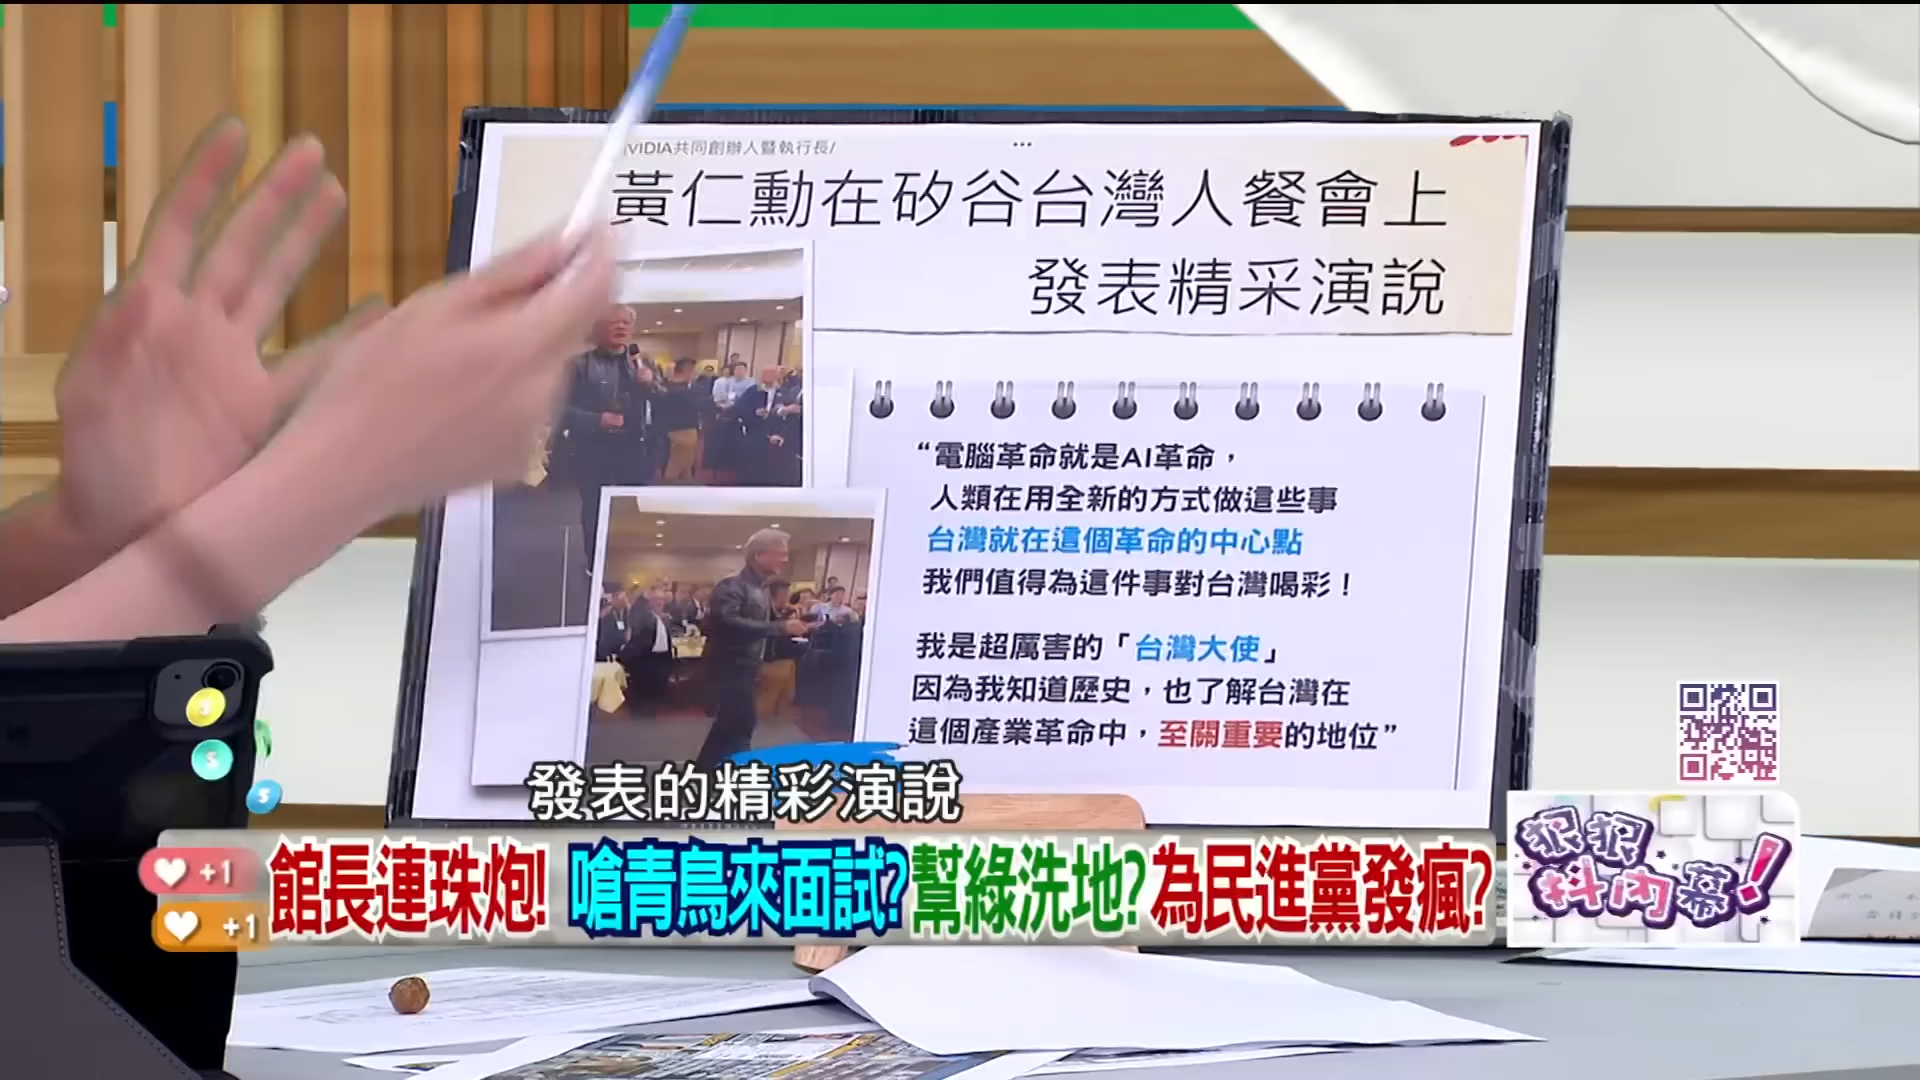 VIDIA共同創辦人暨執行長/
黃仁勳在矽谷台灣人餐會上
發表精采演說
“電腦革命就是AI革命，
人類在用全新的方式做這些事
台灣就在這個革命的中心點
我們值得為這件事對台灣喝彩！
我是超厲害的「台灣大使」
因為我知道歷史，也了解台灣在
這個產業革命中，至關重要的地位”
發表的精彩演說
+1
+1
館長連珠炮! 嗆青鳥來面試?幫綠洗地?為民進黨發瘋?
狠狠
抖內幕!